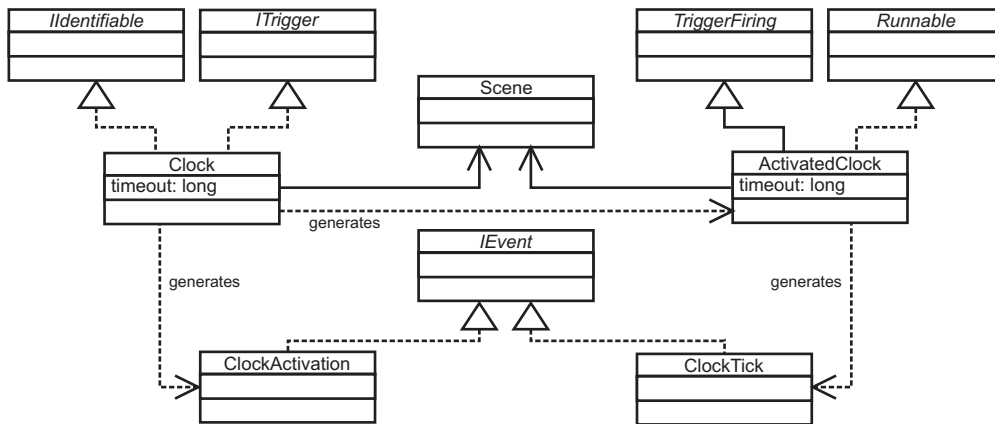 IIdentifiable
ITrigger
TriggerFiring
Runnable
Scene
Clock
timeout: long
ActivatedClock
timeout: long
generates
IEvent
generates
generates
ClockActivation
ClockTick